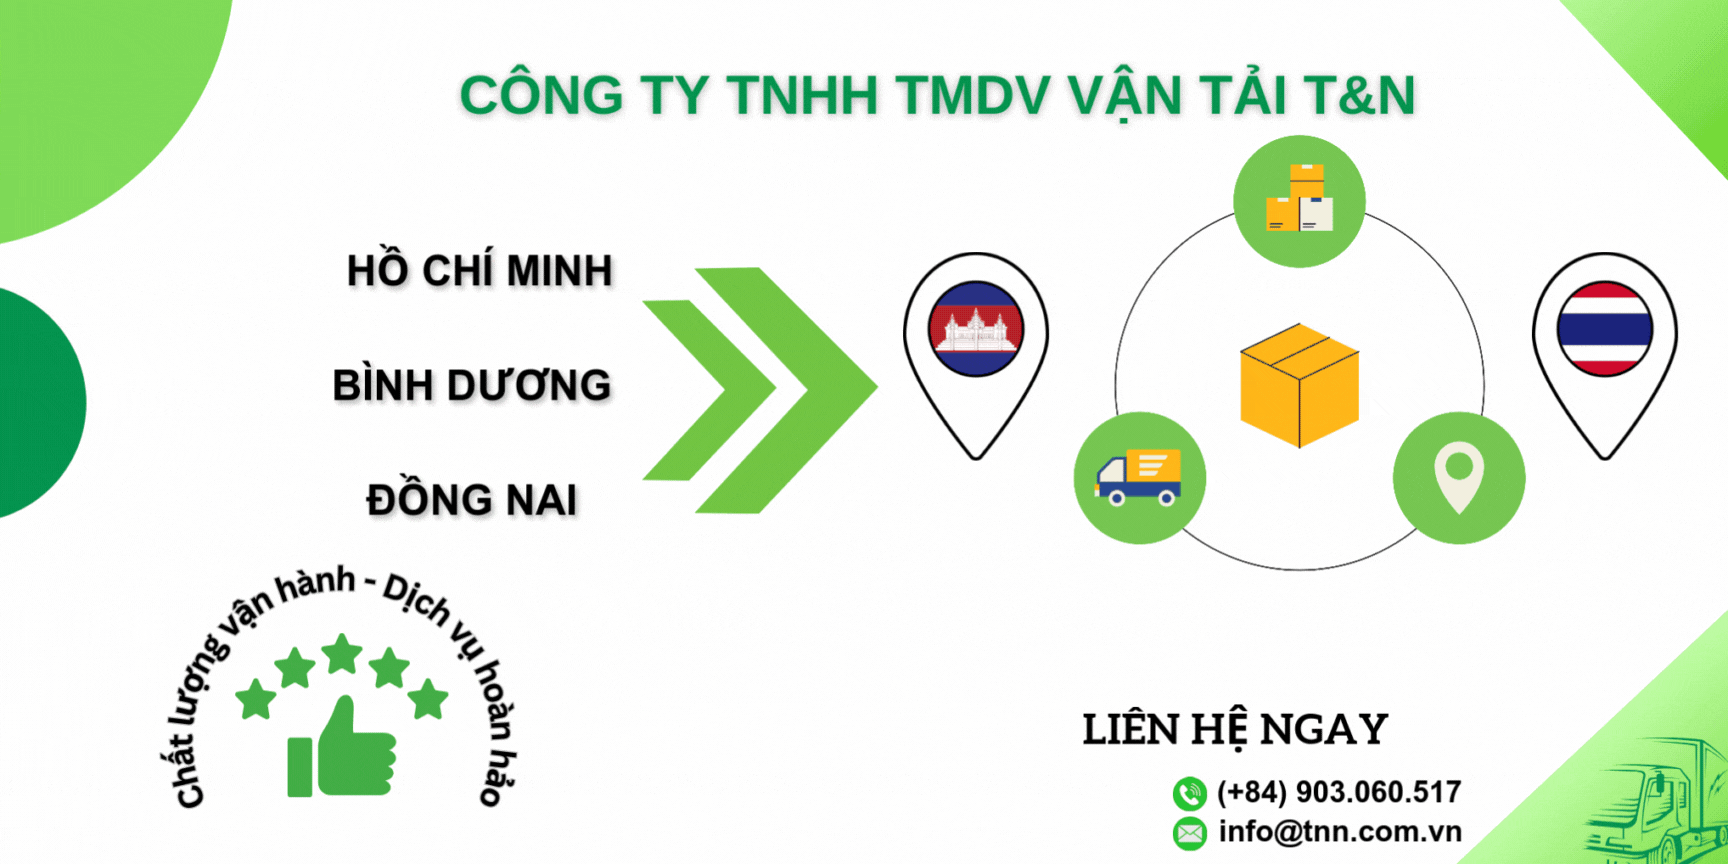 CÔNG TY TNHH TMDV VẬN TẢI T&N
HỒ CHÍ MINH
BÌNH DƯƠNG
ĐỒNG NAI
Chất lượng vận hành - Dịch vụ hoàn hảo
LIÊN HỆ NGAY
(+84) 903.060.517
info@tnn.com.vn